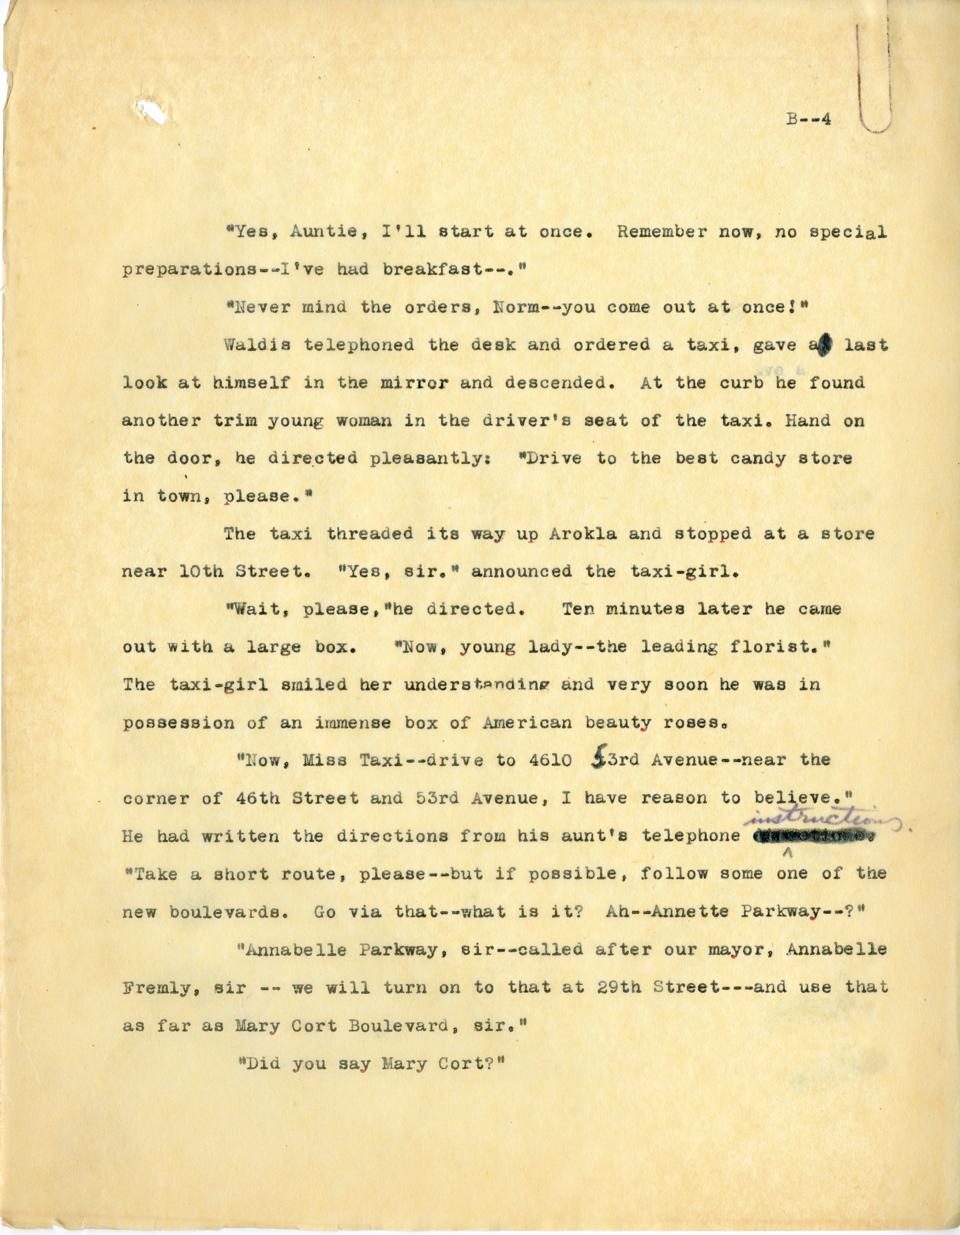 B--4
"Yes, Auntie, I'll start at once. Remember now, no special
preparations--I've had breakfast--."
"Never mind the orders, Norm--you come out at once!"
Waldis telephoned the desk and ordered a taxi, gave a last
look at himself in the mirror and descended. At the curb he found
another trim young woman in the driver's seat of the taxi. Hand on
the door, he directed pleasantly: "Drive to the best candy store
in town, please."
The taxi threaded its way up Arokla and stopped at a store
near 10th Street. "Yes, sir." announced the taxi-girl.
"Wait, please,"he directed. Ten minutes later he came
out with a large box. "Now, young lady--the leading florist."
The taxi-girl smiled her understanding and very soon he was in
possession of an immense box of American beauty roses.
"Now, Miss Taxi--drive to 4610 53rd Avenue--near the
corner of 46th Street and 53rd Avenue, I have reason to believe."
instructions.
He had written the directions from his aunt's telephone
"Take a short route, please--but if possible, follow some one of the
new boulevards. Go via that--what is it? Ah--Annette Parkway--?"
"Annabelle Parkway, sir--called after our mayor, Annabelle
Fremly, sir -- we will turn on to that at 29th Street---and use that
as far as Mary Cort Boulevard, sir."
"Did you say Mary Cort?"